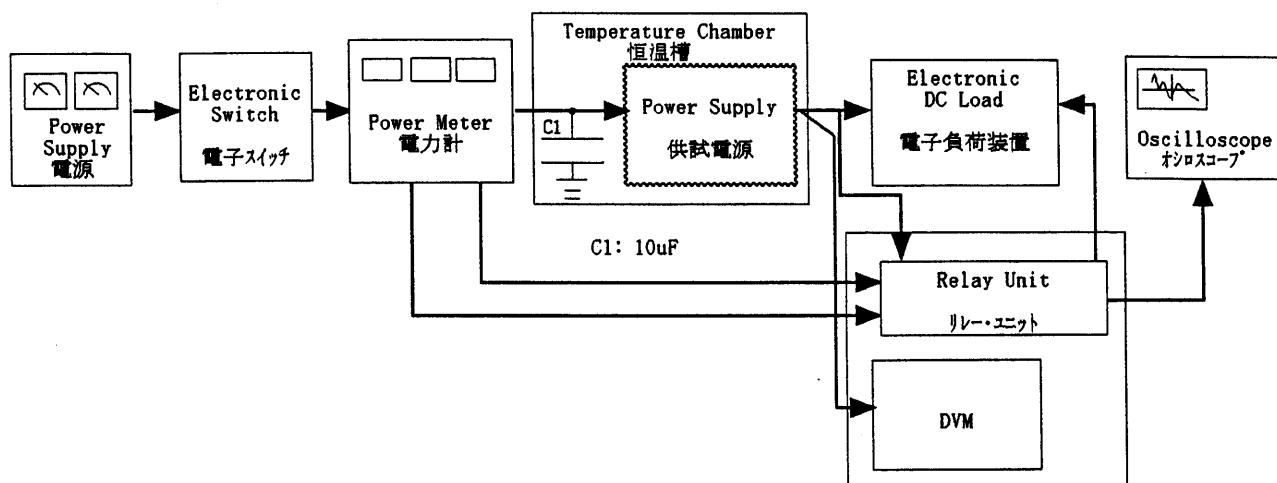 Power
Supply
電源
Electronic
Switch
電子スイッチ
Power Meter
電力計
Temperature Chamber
恒温槽
C1
Power Supply
供試電源
Electronic
DC Load
電子負荷装置
Oscilloscope
オシロスコープ
C1: 10uF
Relay Unit
リレー・ユニット
DVM